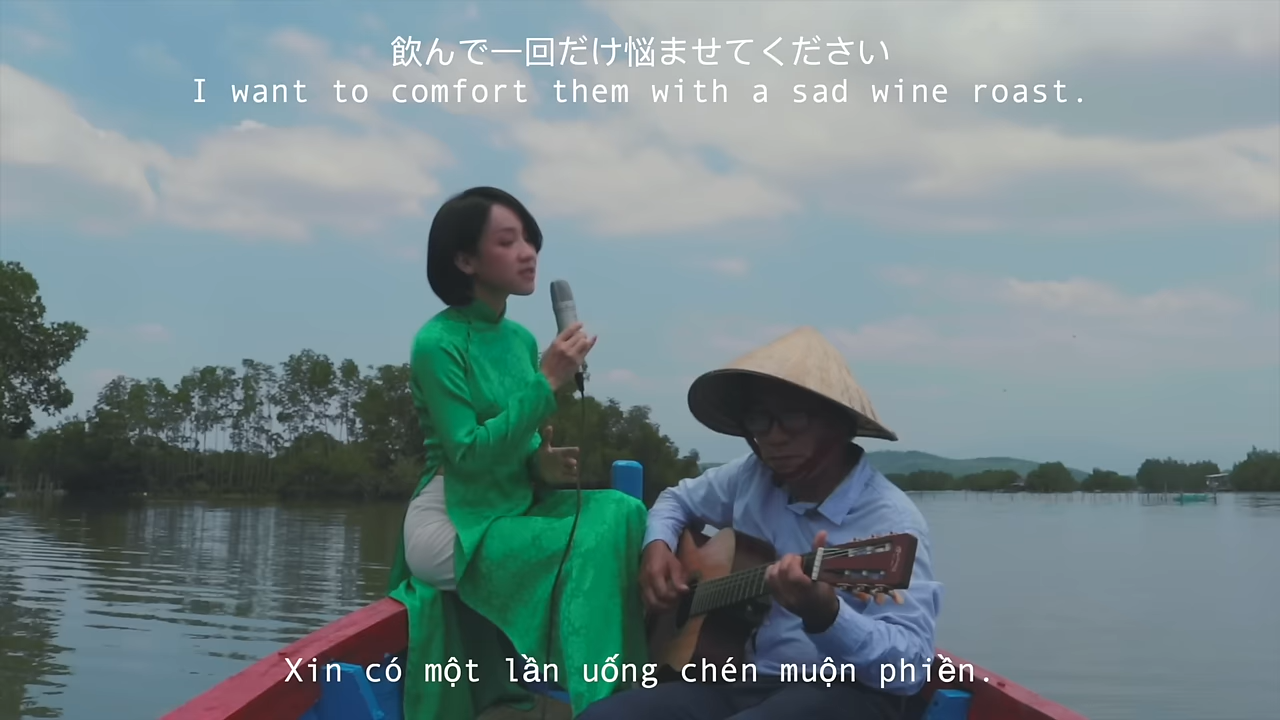 飲んで一回だけ悩ませてください
I want to comfort them with a sad wine roast.
Xin có một lần uống chén muộn phiền.